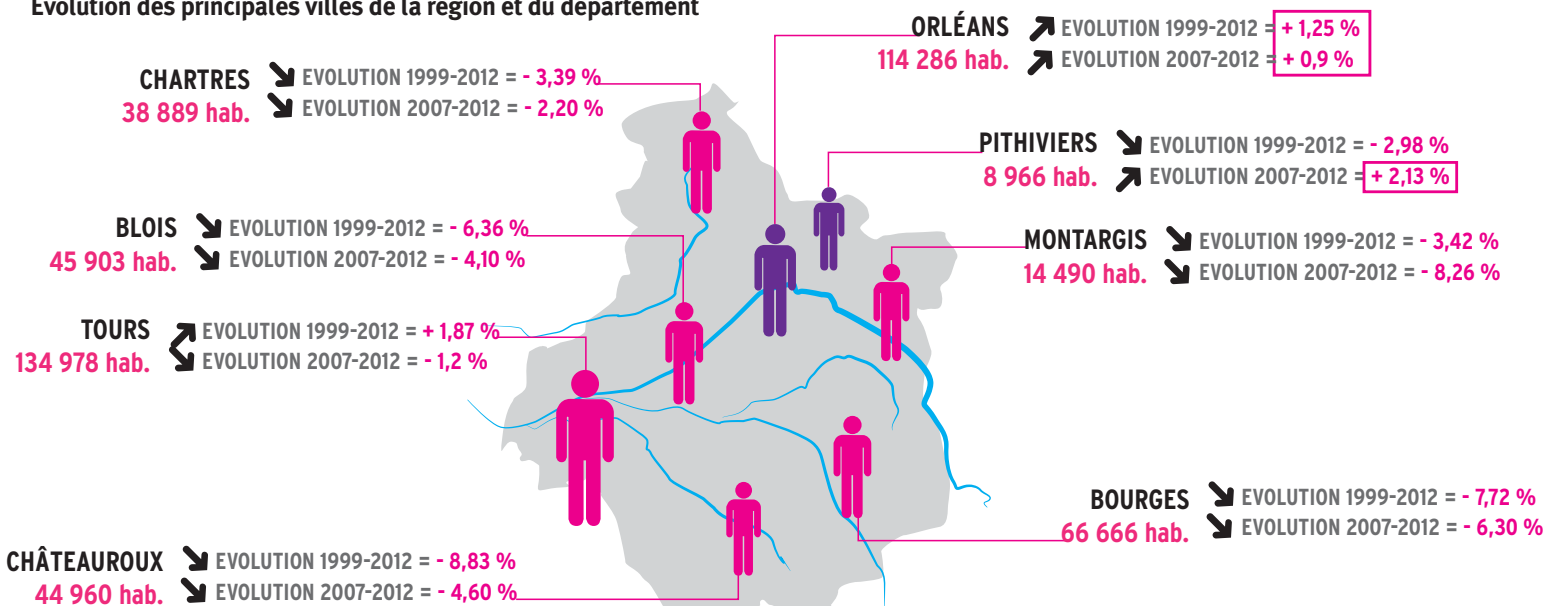 Evolution des principales villes de la région et du département
ORLÉANS EVOLUTION 1999-2012 = + 1,25 %
114 286 hab. EVOLUTION 2007-2012 = + 0,9 %
CHARTRES EVOLUTION 1999-2012 = - 3,39 %
38 889 hab. EVOLUTION 2007-2012 = - 2,20 %
PITHIVIERS EVOLUTION 1999-2012 = - 2,98 %
8 966 hab. EVOLUTION 2007-2012 = + 2,13 %
BLOIS EVOLUTION 1999-2012 = - 6,36 %
45 903 hab. EVOLUTION 2007-2012 = - 4,10 %
MONTARGIS EVOLUTION 1999-2012 = - 3,42 %
14 490 hab. EVOLUTION 2007-2012 = - 8,26 %
TOURS EVOLUTION 1999-2012 = + 1,87 %
134 978 hab. EVOLUTION 2007-2012 = - 1,2 %
BOURGES EVOLUTION 1999-2012 = - 7,72 %
66 666 hab. EVOLUTION 2007-2012 = - 6,30 %
CHÂTEAUROUX EVOLUTION 1999-2012 = - 8,83 %
44 960 hab. EVOLUTION 2007-2012 = - 4,60 %